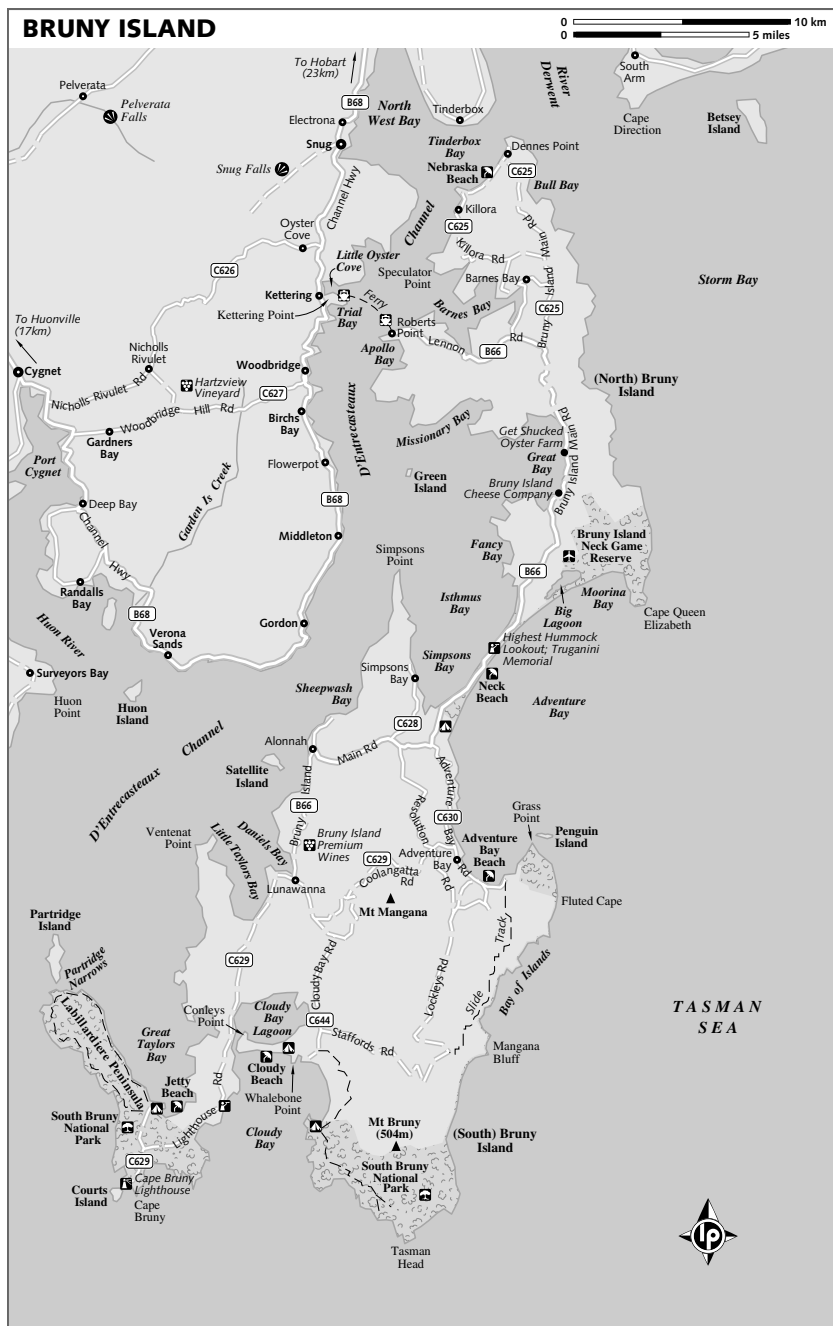 BRUNY ISLAND
0
10 km
0
5 miles
To Hobart
(23km)
Pelverata
Pelverata
Falls
Electrona
B68
North
West Bay
Tinderbox
River
Derwent
South
Arm
Cape
Direction
Betsey
Island
Snug
Snug Falls
Channel Hwy
Tinderbox
Bay
Dennes Point
Nebraska
Beach
C625
Bull Bay
Killora
C625
Channel
Killora Rd
Main Rd
Oyster
Cove
C626
Little Oyster
Cove
Speculator
Point
Barnes Bay
Island
Storm Bay
Kettering
Kettering Point
Ferry
Trial
Bay
Roberts
Point
Barnes Bay
C625
To Huonville
(17km)
Apollo
Bay
Lennon
B66
Rd
Bruny
Nicholls
Rivulet
Cygnet
Nicholls Rivulet Rd
Hartzview
Vineyard
Woodbridge
C627
(North) Bruny
Island
Woodbridge Hill Rd
Gardners
Bay
Birchs
Bay
D'Entrecasteaux
Missionary Bay
Get Shucked
Oyster Farm
Great
Bay
Bruny Island Main Rd
Port
Cygnet
Flowerpot
Green
Island
Bruny Island
Cheese Company
Garden Is Creek
B68
Deep Bay
Channel
Hwy
Middleton
Simpsons
Point
Fancy
Bay
Bruny Island
Neck Game
Reserve
B66
Randalls
Bay
Isthmus
Bay
Big
Lagoon
Moorina
Bay
Cape Queen
Elizabeth
B68
Gordon
Huon River
Verona
Sands
Highest Hummock
Lookout; Truganini
Memorial
Simpsons
Bay
Simpsons
Bay
Surveyors Bay
Huon
Point
Huon
Island
Sheepwash
Bay
Neck
Beach
Adventure
Bay
C628
Alonnah
Main Rd
D'Entrecasteaux Channel
Satellite
Island
Island
Adventure
Resolution
B66
Bruny
C630
Bay
Grass
Point
Penguin
Island
Ventenat
Point
Daniels Bay
Little Taylors Bay
Bruny Island
Premium
Wines
C629
Coolangatta
Rd
Adventure
Bay
Rd
Rd
Adventure
Bay
Beach
Lunawanna
Mt Mangana
Fluted Cape
Partridge
Island
Partridge
Narrows
Track
C629
Cloudy Bay Rd
Lockleys Rd
Bay of Islands
Labillardiere Peninsula
Conleys
Point
Cloudy
Bay
Lagoon
C644
Slide
TASMAN
SEA
Great
Taylors
Bay
Staffords Rd
Mangana
Bluff
Cloudy
Beach
Whalebone
Point
Jetty
Beach
Lighthouse Rd
South Bruny
National
Park
Cloudy
Bay
Mt Bruny
(504m)
(South) Bruny
Island
C629
South Bruny
National
Park
Courts
Island
Cape Bruny
Lighthouse
Cape
Bruny
Tasman
Head
lp